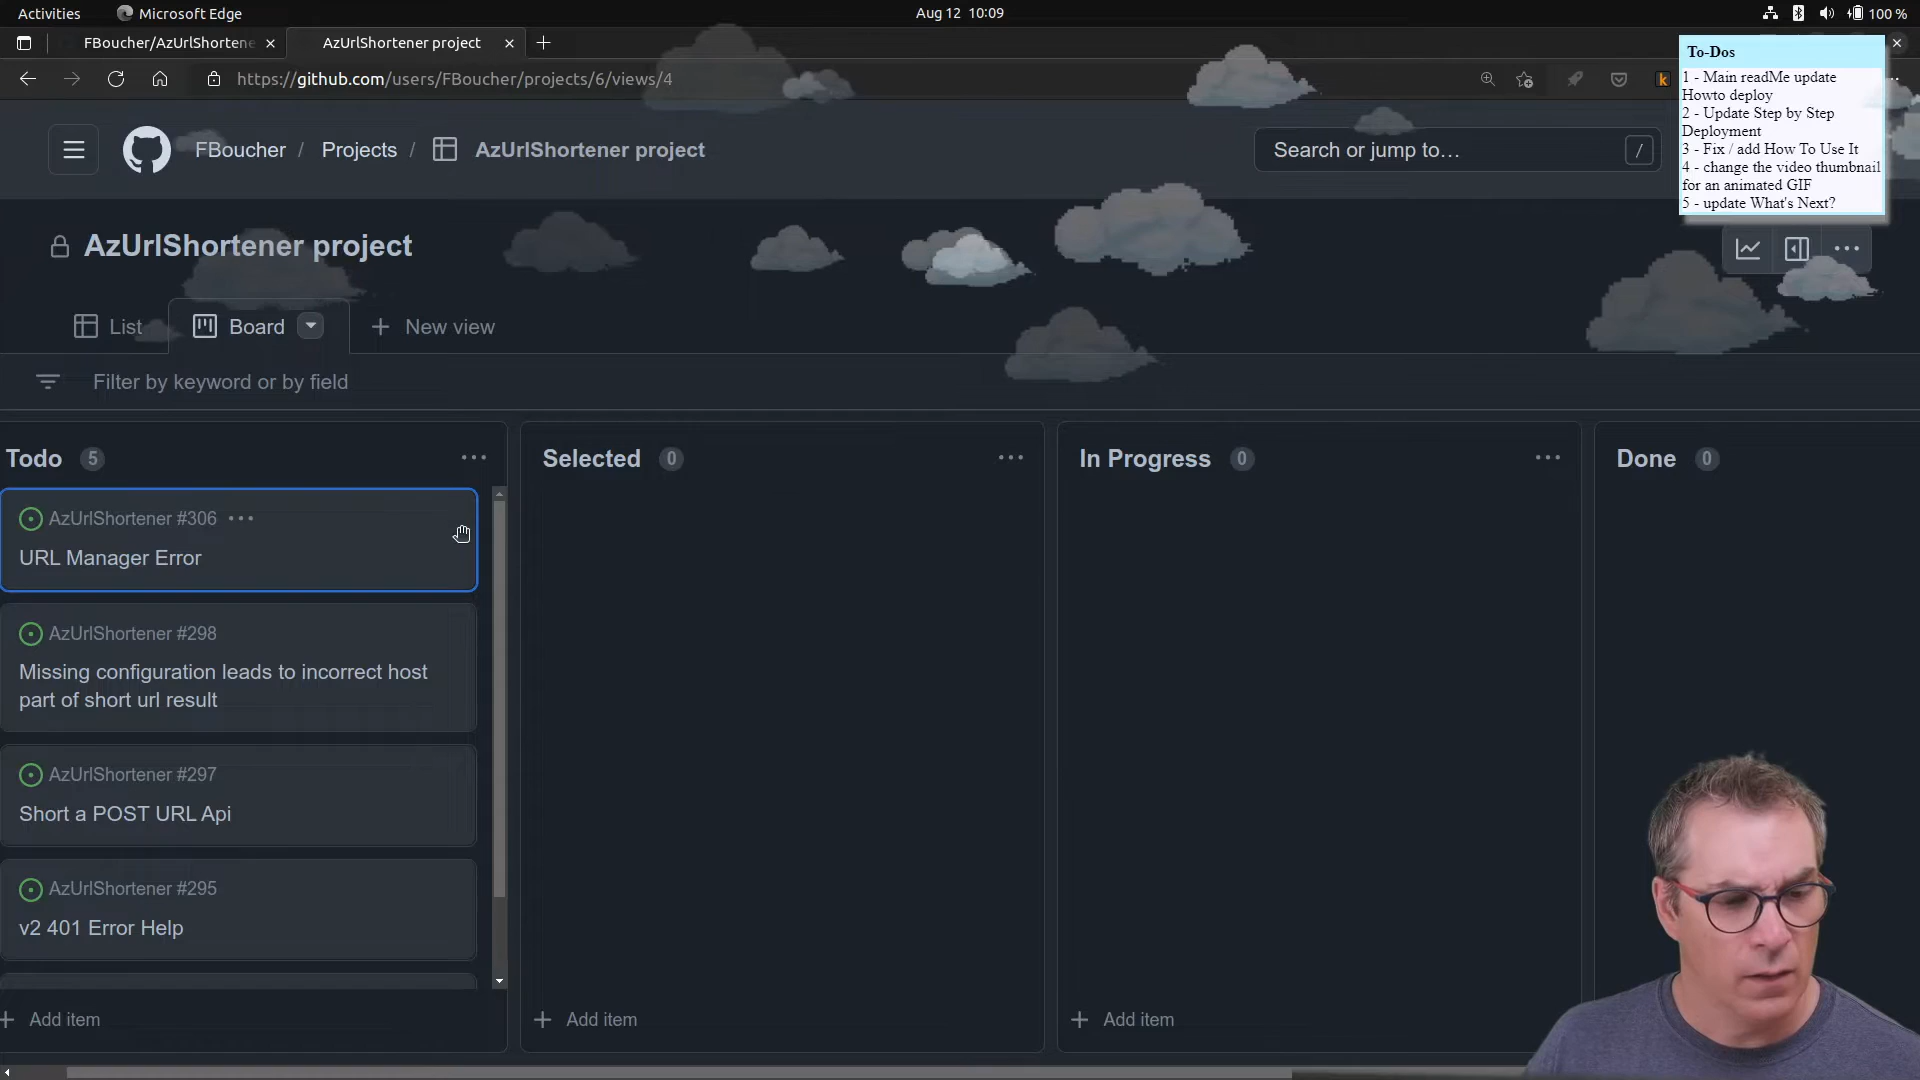 Activities
Microsoft Edge
Aug 12 10:09
100 %
FBoucher/AzUrlShortene
AzUrlShortener project
https://github.com/users/FBoucher/projects/6/views/4
To-Dos
1 - Main readMe update
Howto deploy
2 - Update Step by Step
Deployment
3 - Fix / add How To Use It
4 - change the video thumbnail
for an animated GIF
5 - update What's Next?
FBoucher / Projects / AzUrlShortener project
Search or jump to… /
AzUrlShortener project
List
Board
New view
Filter by keyword or by field
Todo 5
Selected 0
In Progress 0
Done 0
AzUrlShortener #306
URL Manager Error
AzUrlShortener #298
Missing configuration leads to incorrect host
part of short url result
AzUrlShortener #297
Short a POST URL Api
AzUrlShortener #295
v2 401 Error Help
+ Add item
+ Add item
+ Add item